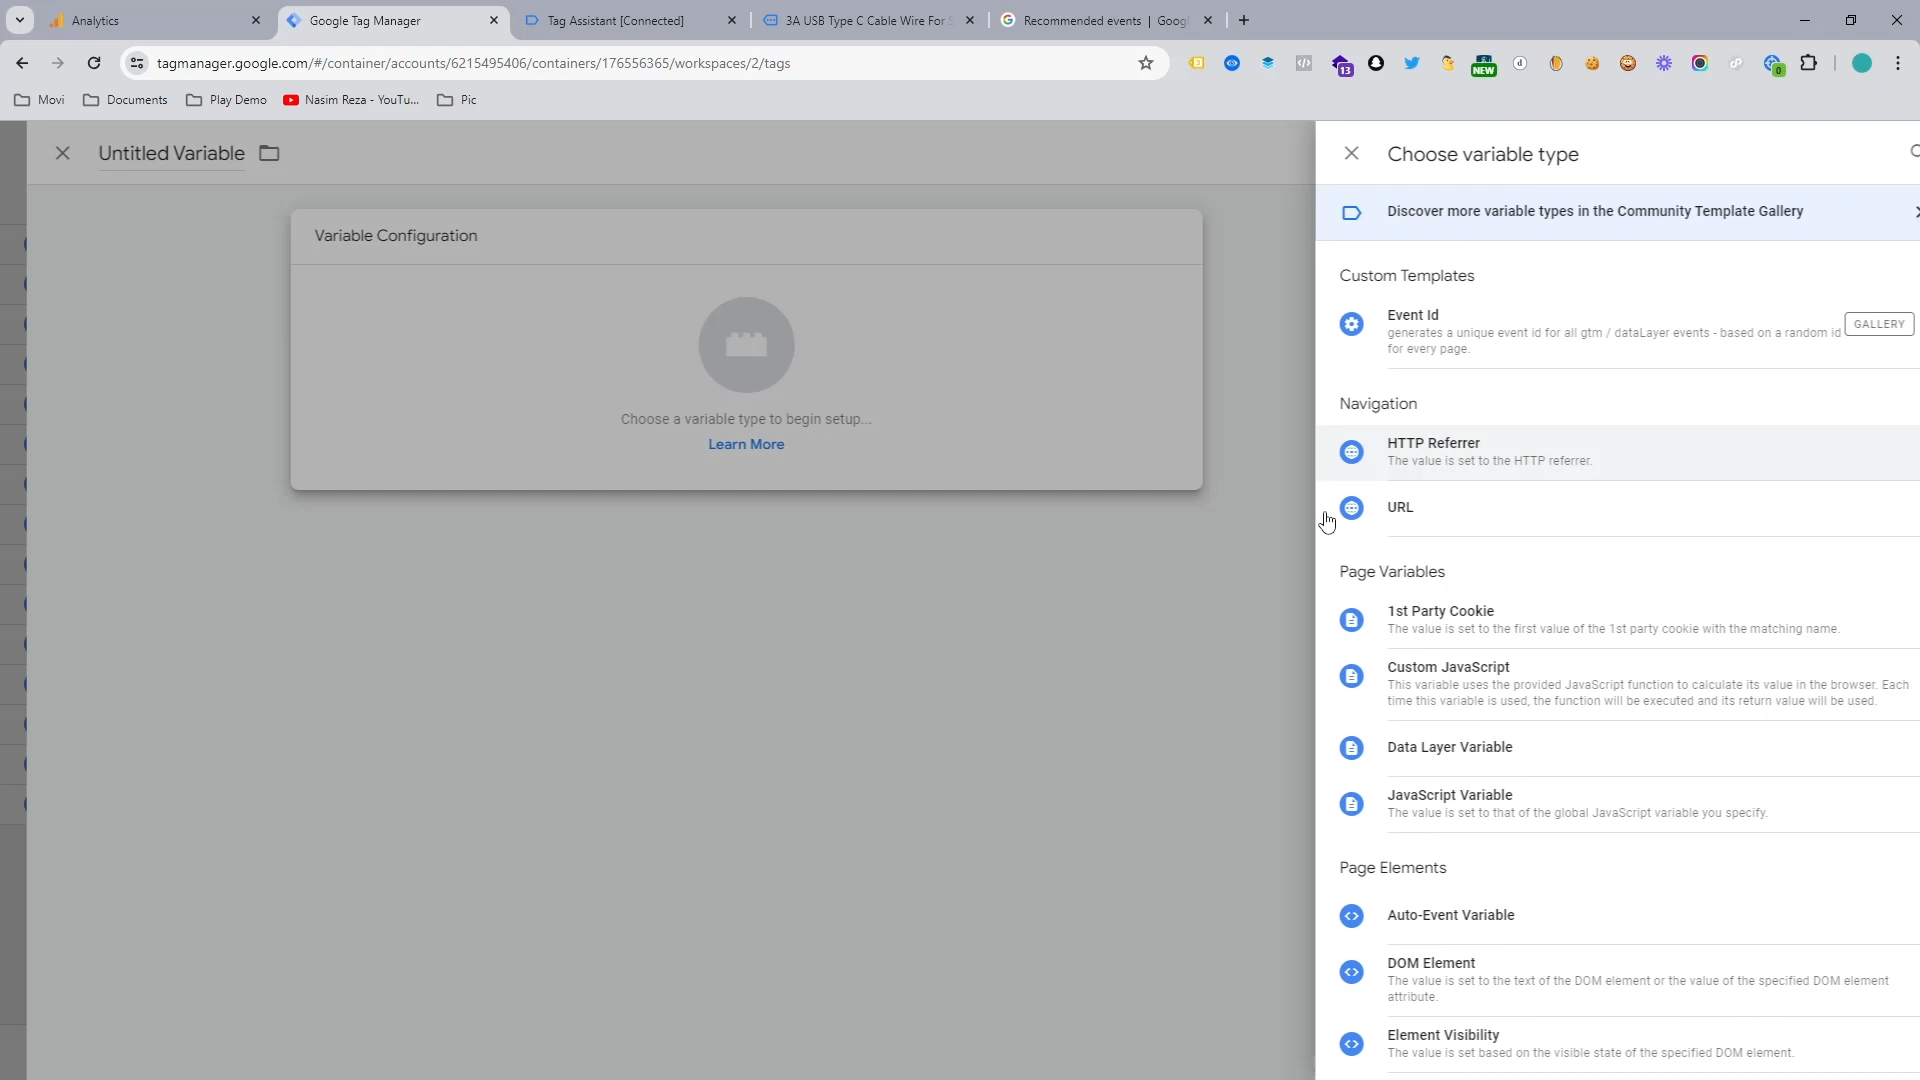 Analytics
Google Tag Manager
Tag Assistant [Connected]
3A USB Type C Cable Wire For S
Recommended events | Googl
tagmanager.google.com/#/container/accounts/6215495406/containers/176556365/workspaces/2/tags
13
NEW
0
Movi
Documents
Play Demo
Nasim Reza - YouTu...
Pic
Untitled Variable
Variable Configuration
Choose a variable type to begin setup...
Learn More
Choose variable type
Discover more variable types in the Community Template Gallery
Custom Templates
Event Id
generates a unique event id for all gtm / dataLayer events - based on a random id
for every page.
GALLERY
Navigation
HTTP Referrer
The value is set to the HTTP referrer.
URL
Page Variables
1st Party Cookie
The value is set to the first value of the 1st party cookie with the matching name.
Custom JavaScript
This variable uses the provided JavaScript function to calculate its value in the browser. Each
time this variable is used, the function will be executed and its return value will be used.
Data Layer Variable
JavaScript Variable
The value is set to that of the global JavaScript variable you specify.
Page Elements
Auto-Event Variable
DOM Element
The value is set to the text of the DOM element or the value of the specified DOM element
attribute.
Element Visibility
The value is set based on the visible state of the specified DOM element.